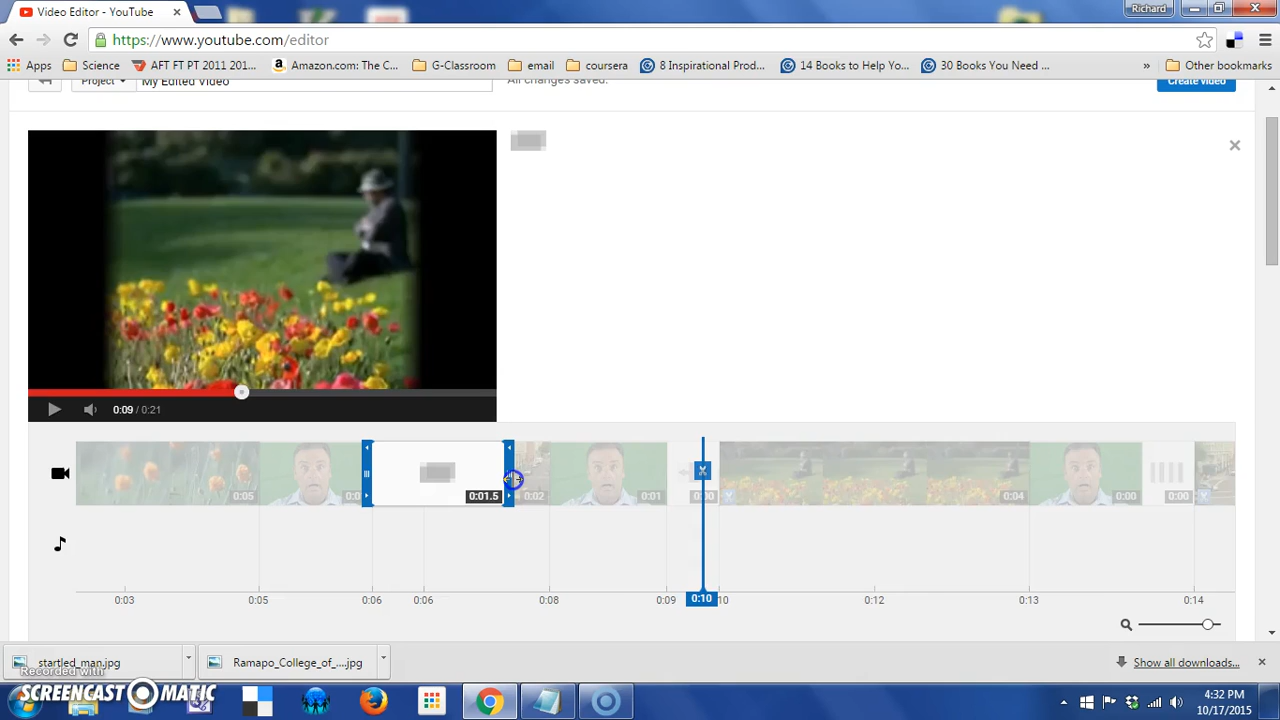 Video Editor - YouTube
Richard
https://www.youtube.com/editor
Apps
Science
AFT FT PT 2011 201...
Amazon.com: The C...
G-Classroom
email
coursera
8 Inspirational Prod...
14 Books to Help Yo...
30 Books You Need ...
»
Other bookmarks
Project
My Edited Video
All changes saved.
Create video
0:09 / 0:21
0:05
0:0
0:01.5
0:02
0:01
0:00
0:04
0:00
0:03
0:05
0:06
0:06
0:08
0:09
0:10
10
0:12
0:13
0:14
startled_man.jpg
Ramapo_College_of_....jpg
Show all downloads...
Recorded with
SCREENCAST-O-MATIC
4:32 PM
10/17/2015